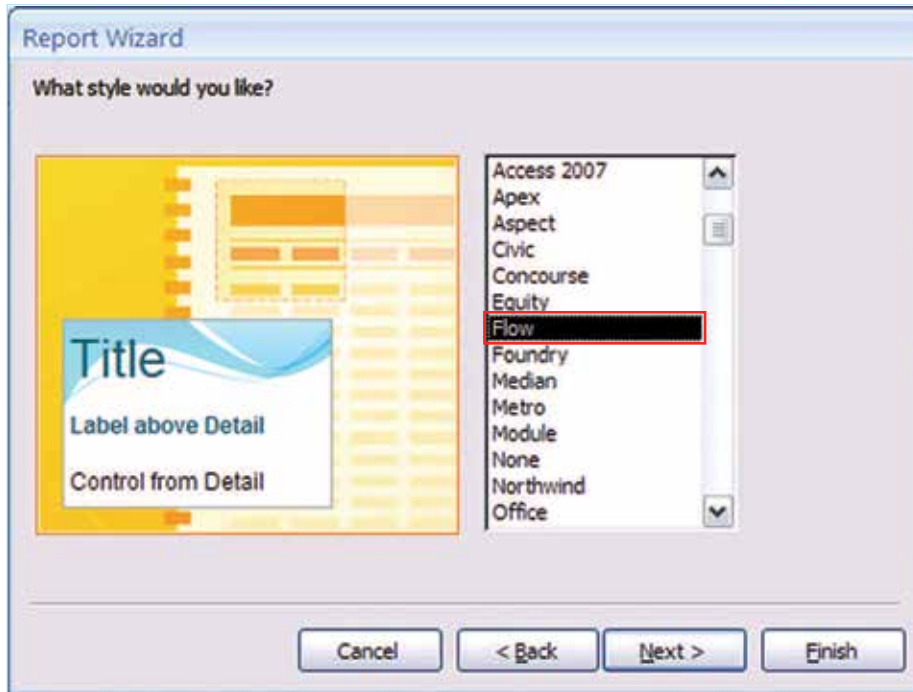 Report Wizard
What style would you like?
Title
Label above Detail
Control from Detail
Access 2007
Apex
Aspect
Civic
Concourse
Equity
Flow
Foundry
Median
Metro
Module
None
Northwind
Office
Cancel
< Back
Next >
Finish